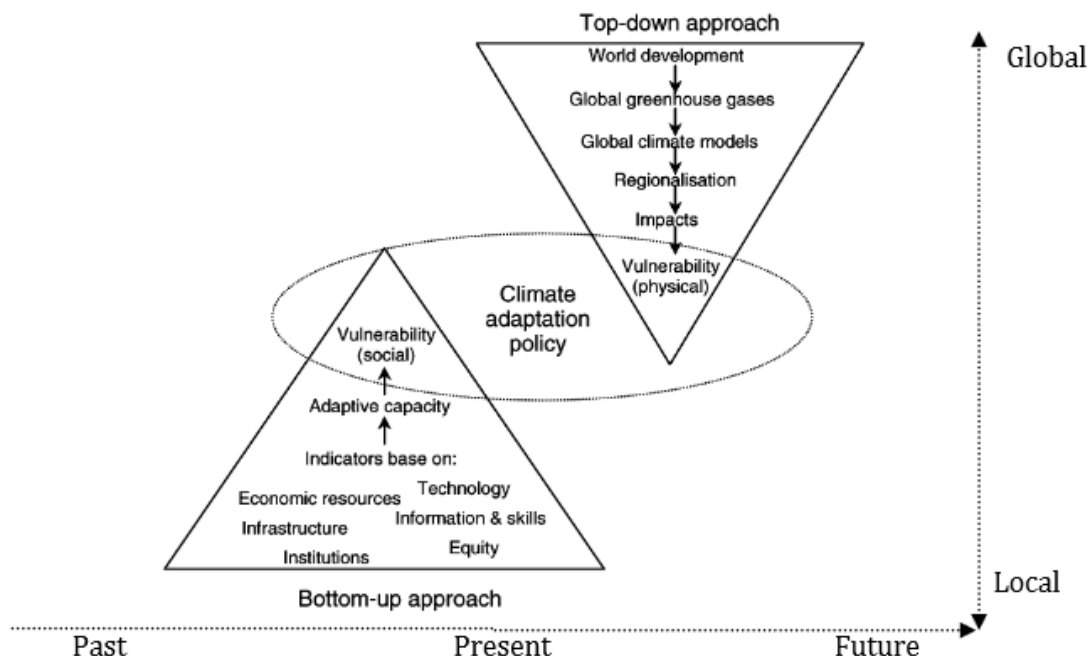 Top-down approach
Global
World development
Global greenhouse gases
Global climate models
Regionalisation
Impacts
Vulnerability
(physical)
Climate
adaptation
policy
Vulnerability
(social)
Adaptive capacity
Indicators base on:
Technology
Economic resources
Information & skills
Infrastructure
Equity
Institutions
Local
Bottom-up approach
Past Present Future